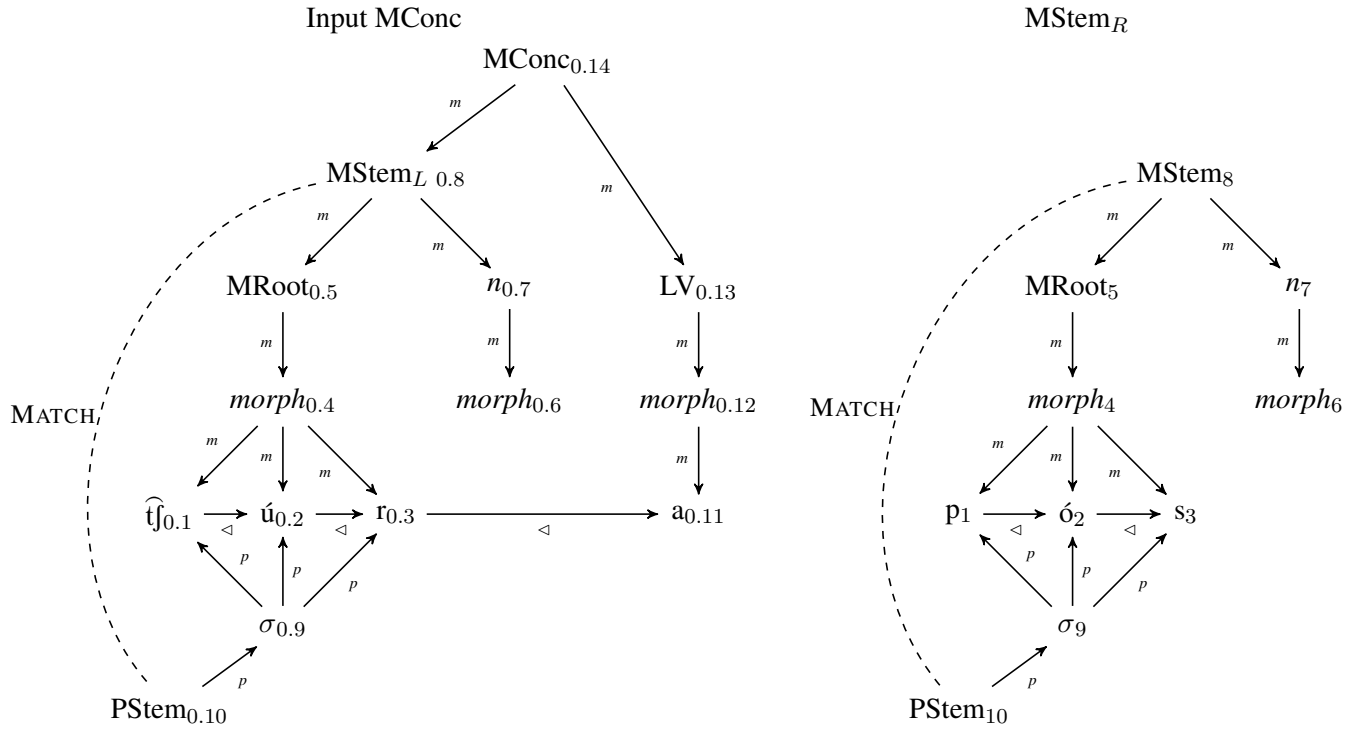 Input MConc MStem_R
MConc_0.14
m
MStem_L 0.8 MStem_8
m m m m m
MRoot_0.5 n_0.7 LV_0.13 MRoot_5 n_7
m m m m m
MATCH morph_0.4 morph_0.6 morph_0.12 MATCH morph_4 morph_6
m m m m m m m
t͡ʃ_0.1 ú_0.2 r_0.3 a_0.11 p_1 ó_2 s_3
◁ ◁ ◁ ◁ ◁
p p p p p p
σ_0.9 σ_9
p p
PStem_0.10 PStem_10